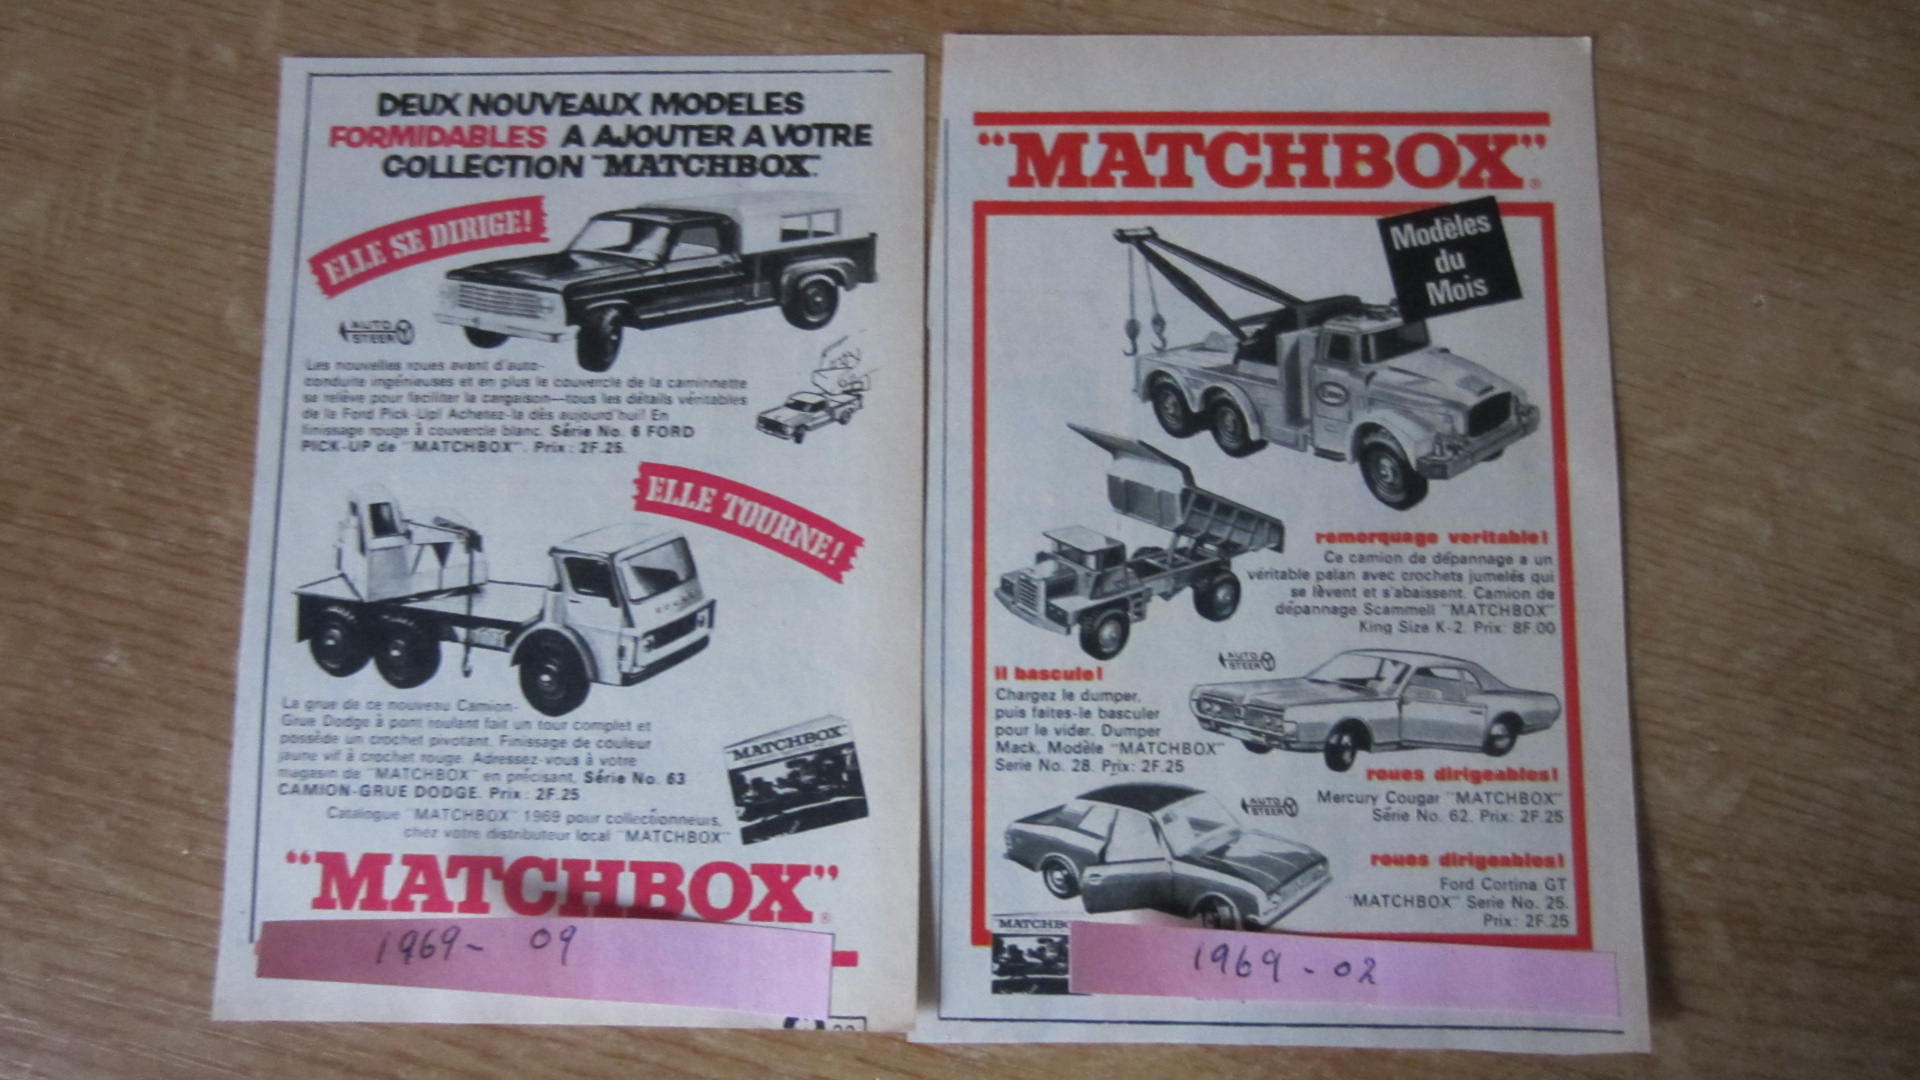 DEUX NOUVEAUX MODELES
FORMIDABLES A AJOUTER A VOTRE
COLLECTION "MATCHBOX".
ELLE SE DIRIGE!
AUTO
STEER
Les nouvelles roues avant d'auto-
conduite ingénieuses et en plus le couvercle de la caminnette
se relève pour faciliter la cargaison—tous les détails véritables
de la Ford Pick-Up! Achetez-la dès aujourd'hui! En
finissage rouge à couvercle blanc. Série No. 6 FORD
PICK-UP de "MATCHBOX". Prix: 2F.25.
ELLE TOURNE!
DODGE
La grue de ce nouveau Camion-
Grue Dodge à pont roulant fait un tour complet et
possède un crochet pivotant. Finissage de couleur
jaune vif à crochet rouge. Adressez-vous à votre
magasin de "MATCHBOX" en précisant, Série No. 63
CAMION-GRUE DODGE. Prix: 2F.25
Catalogue "MATCHBOX" 1969 pour collectionneurs,
chez votre distributeur local "MATCHBOX"
MATCHBOX
"MATCHBOX"
1969- 09
"MATCHBOX"
Modèles
du
Mois
Esso
remorquage veritable!
Ce camion de dépannage a un
véritable palan avec crochets jumelés qui
se lèvent et s'abaissent. Camion de
dépannage Scammell "MATCHBOX"
King Size K-2. Prix: 8F.00
il bascule!
Chargez le dumper,
puis faites-le basculer
pour le vider. Dumper
Mack. Modèle "MATCHBOX"
Serie No. 28. Prix: 2F.25
AUTO
STEER
roues dirigeables!
Mercury Cougar "MATCHBOX"
Série No. 62. Prix: 2F.25
AUTO
STEER
roues dirigeables!
Ford Cortina GT
"MATCHBOX" Serie No. 25.
Prix: 2F.25
"MATCHBO
1969 - 02